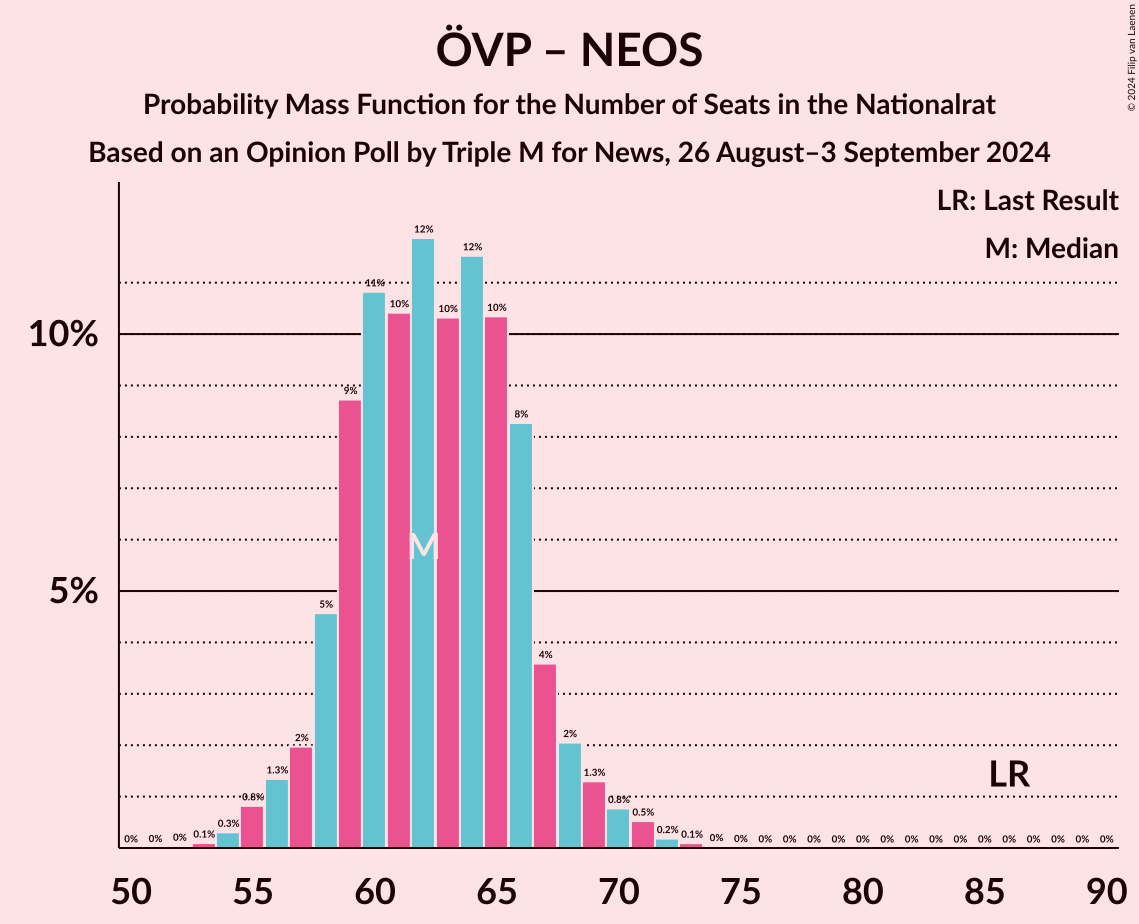 ÖVP – NEOS
Probability Mass Function for the Number of Seats in the Nationalrat
Based on an Opinion Poll by Triple M for News, 26 August–3 September 2024
© 2024 Filip van Laenen
LR: Last Result
M: Median
10%
5%
0% 0% 0% 0.1% 0.3% 0.8% 1.3% 2% 5% 9% 11% 10% 12% 10% 12% 10% 8% 4% 2% 1.3% 0.8% 0.5% 0.2% 0.1% 0% 0% 0% 0% 0% 0% 0% 0% 0% 0% 0% 0% 0% 0% 0% 0% 0%
M
LR
50 55 60 65 70 75 80 85 90